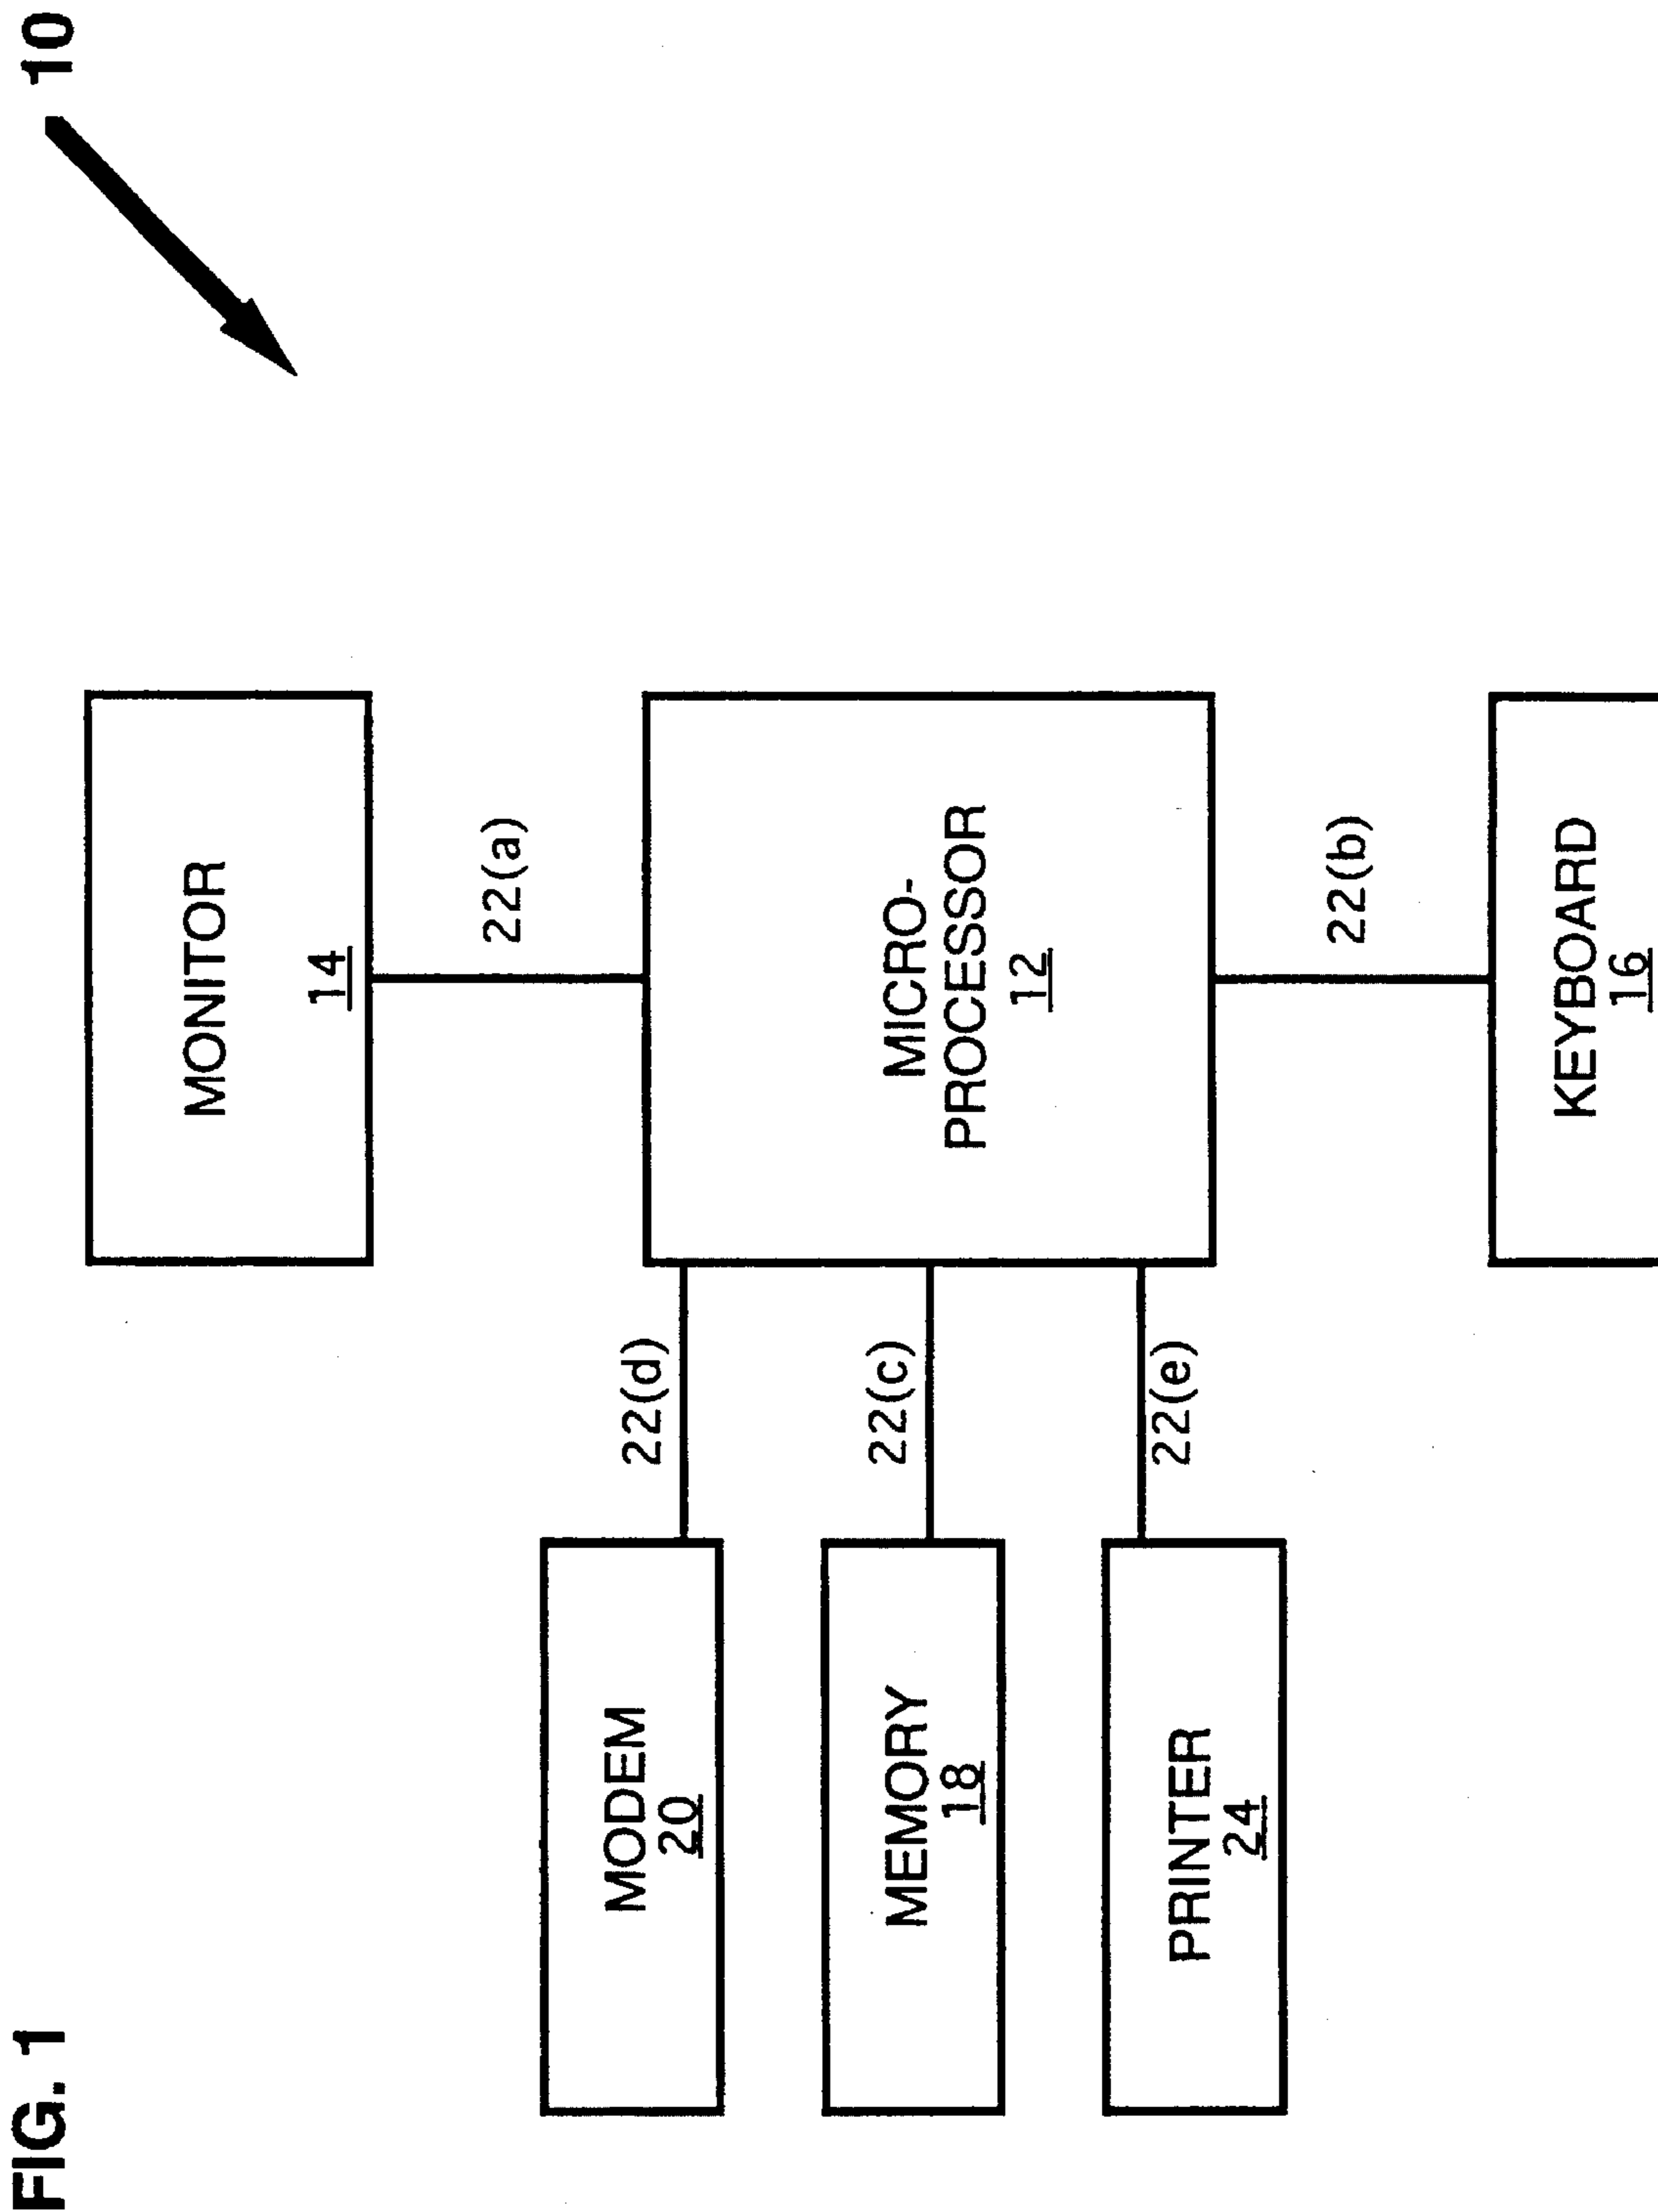 FIG. 1
10
MONITOR
14
22(a)
MODEM
20
22(d)
MICRO-
PROCESSOR
12
MEMORY
18
22(c)
PRINTER
24
22(e)
22(b)
KEYBOARD
16